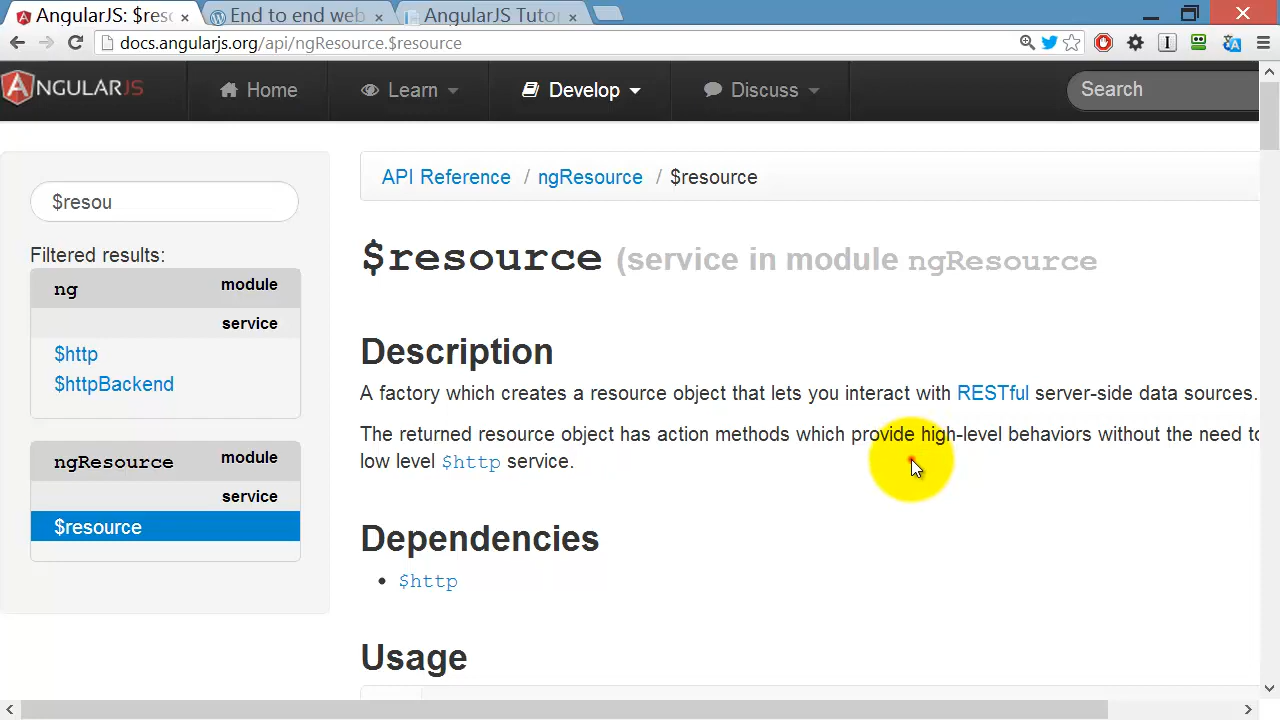 AngularJS: $reso
End to end web
AngularJS Tutor
docs.angularjs.org/api/ngResource.$resource
ANGULARJS
Home
Learn
Develop
Discuss
Search
$resou
API Reference / ngResource / $resource
Filtered results:
ng module
service
$http
$httpBackend
ngResource module
service
$resource
$resource (service in module ngResource
Description
A factory which creates a resource object that lets you interact with RESTful server-side data sources.
The returned resource object has action methods which provide high-level behaviors without the need to
low level $http service.
Dependencies
• $http
Usage